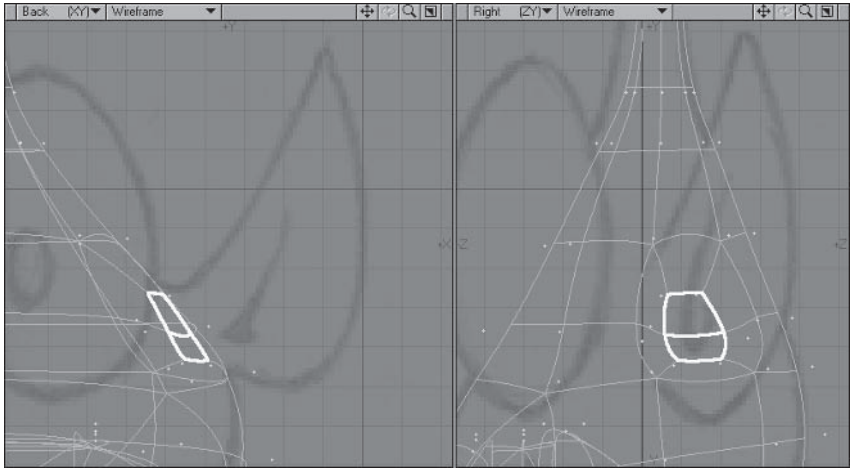 Back (XY) Wireframe
Right (ZY) Wireframe
+Y
+Y
+X
-Z
+Z